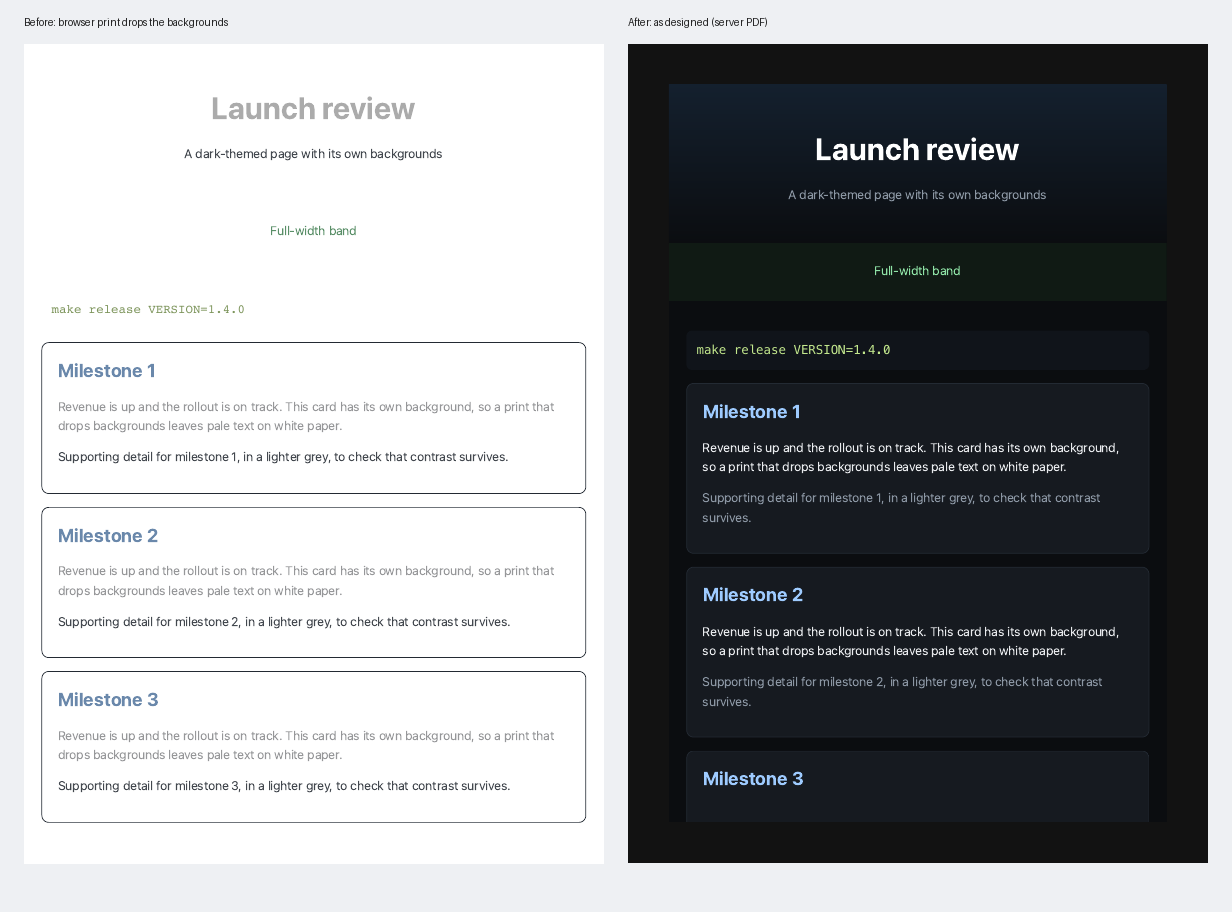 Before: browser print drops the backgrounds
Launch review
A dark-themed page with its own backgrounds
Full-width band
make release VERSION=1.4.0
Milestone 1
Revenue is up and the rollout is on track. This card has its own background, so a print that
drops backgrounds leaves pale text on white paper.
Supporting detail for milestone 1, in a lighter grey, to check that contrast survives.
Milestone 2
Revenue is up and the rollout is on track. This card has its own background, so a print that
drops backgrounds leaves pale text on white paper.
Supporting detail for milestone 2, in a lighter grey, to check that contrast survives.
Milestone 3
Revenue is up and the rollout is on track. This card has its own background, so a print that
drops backgrounds leaves pale text on white paper.
Supporting detail for milestone 3, in a lighter grey, to check that contrast survives.
After: as designed (server PDF)
Launch review
A dark-themed page with its own backgrounds
Full-width band
make release VERSION=1.4.0
Milestone 1
Revenue is up and the rollout is on track. This card has its own background,
so a print that drops backgrounds leaves pale text on white paper.
Supporting detail for milestone 1, in a lighter grey, to check that contrast
survives.
Milestone 2
Revenue is up and the rollout is on track. This card has its own background,
so a print that drops backgrounds leaves pale text on white paper.
Supporting detail for milestone 2, in a lighter grey, to check that contrast
survives.
Milestone 3